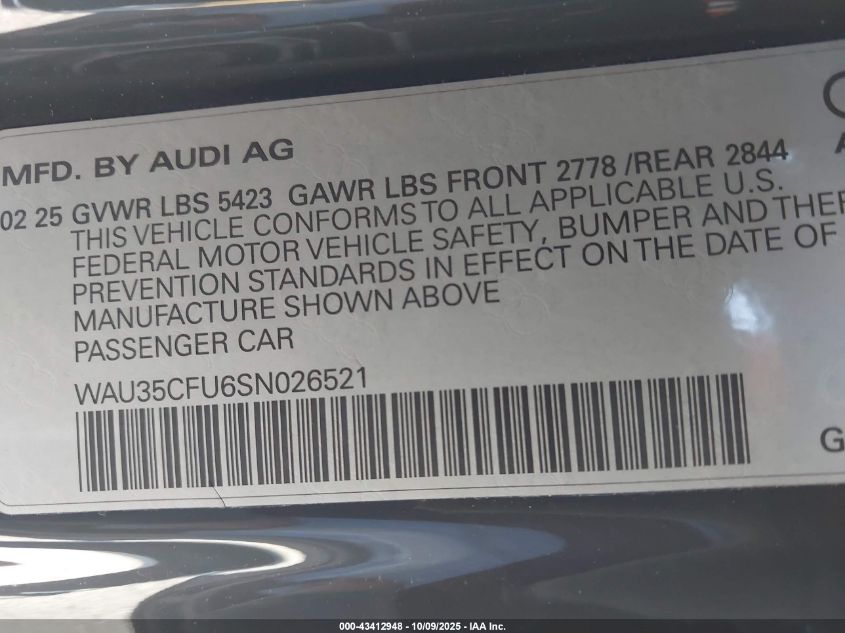 MFD. BY AUDI AG
02 25 GVWR LBS 5423 GAWR LBS FRONT 2778 /REAR 2844
THIS VEHICLE CONFORMS TO ALL APPLICABLE U.S.
FEDERAL MOTOR VEHICLE SAFETY, BUMPER AND THEF
PREVENTION STANDARDS IN EFFECT ON THE DATE OF
MANUFACTURE SHOWN ABOVE
PASSENGER CAR
WAU35CFU6SN026521
G
000-43412948 - 10/09/2025 - IAA Inc.